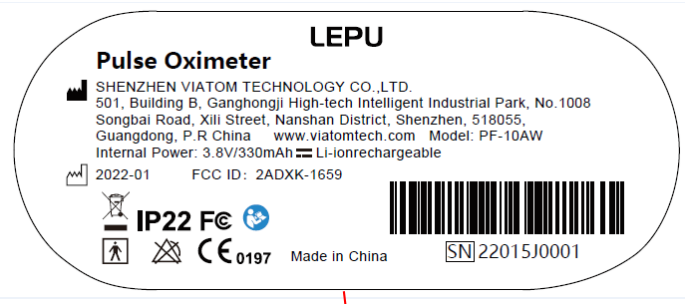 LEPU
Pulse Oximeter
SHENZHEN VIATOM TECHNOLOGY CO.,LTD.
501, Building B, Ganghongji High-tech Intelligent Industrial Park, No.1008
Songbai Road, Xili Street, Nanshan District, Shenzhen, 518055,
Guangdong, P.R China www.viatomtech.com Model: PF-10AW
Internal Power: 3.8V/330mAh Li-ionrechargeable
2022-01 FCC ID: 2ADXK-1659
IP22 FC
CE 0197 Made in China SN 22015J0001